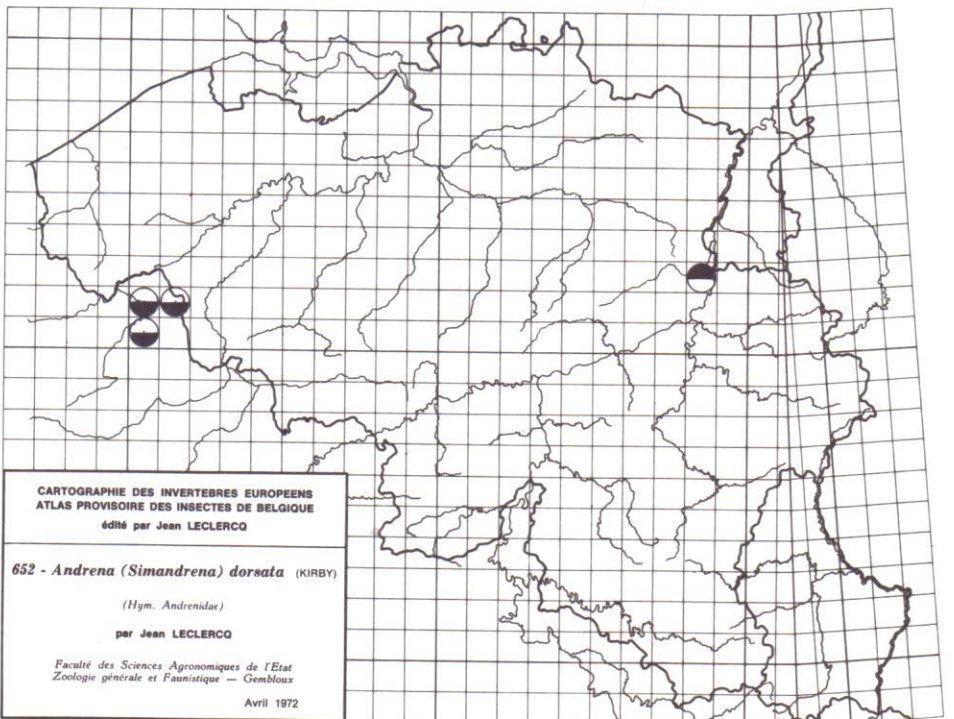 CARTOGRAPHIE DES INVERTEBRES EUROPEENS
ATLAS PROVISOIRE DES INSECTES DE BELGIQUE
édité par Jean LECLERCQ
652 - Andrena (Simandrena) dorsata (KIRBY)
(Hym. Andrenidae)
par Jean LECLERCQ
Faculté des Sciences Agronomiques de l'Etat
Zoologie générale et Faunistique — Gembloux
Avril 1972